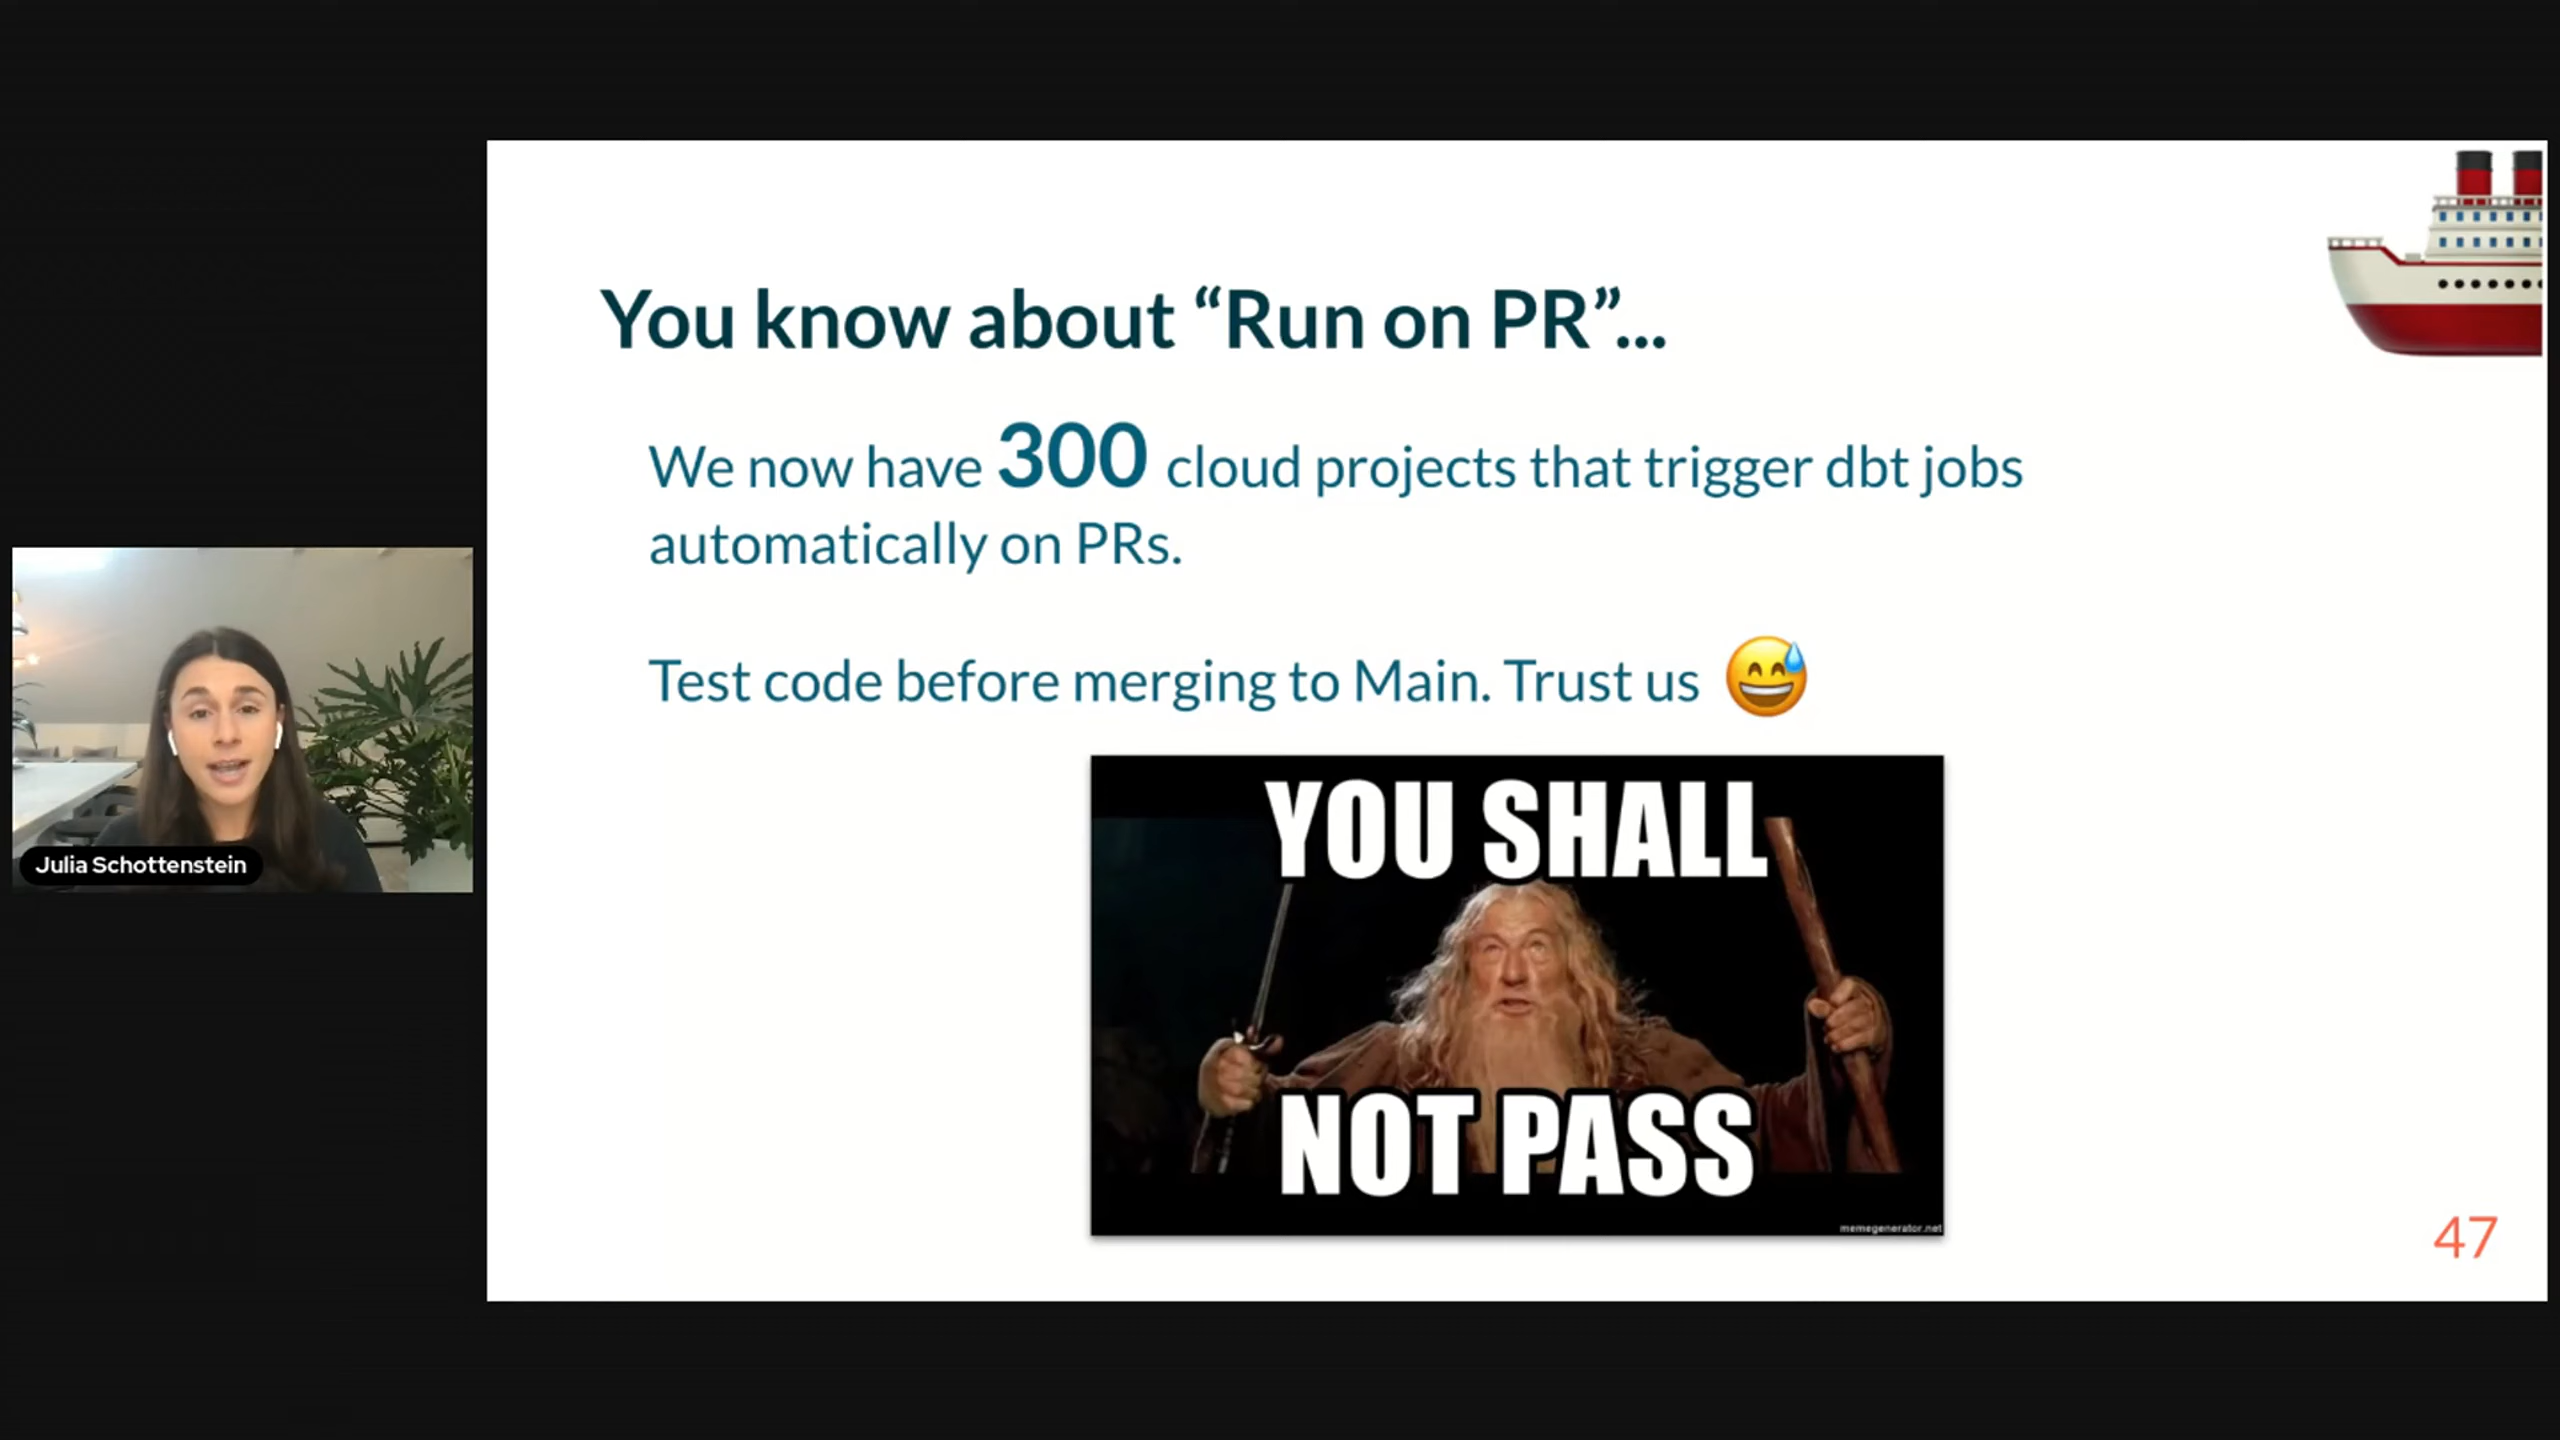 You know about “Run on PR”...
We now have 300 cloud projects that trigger dbt jobs
automatically on PRs.
Test code before merging to Main. Trust us 😅
YOU SHALL
NOT PASS
memegenerator.net
47
Julia Schottenstein